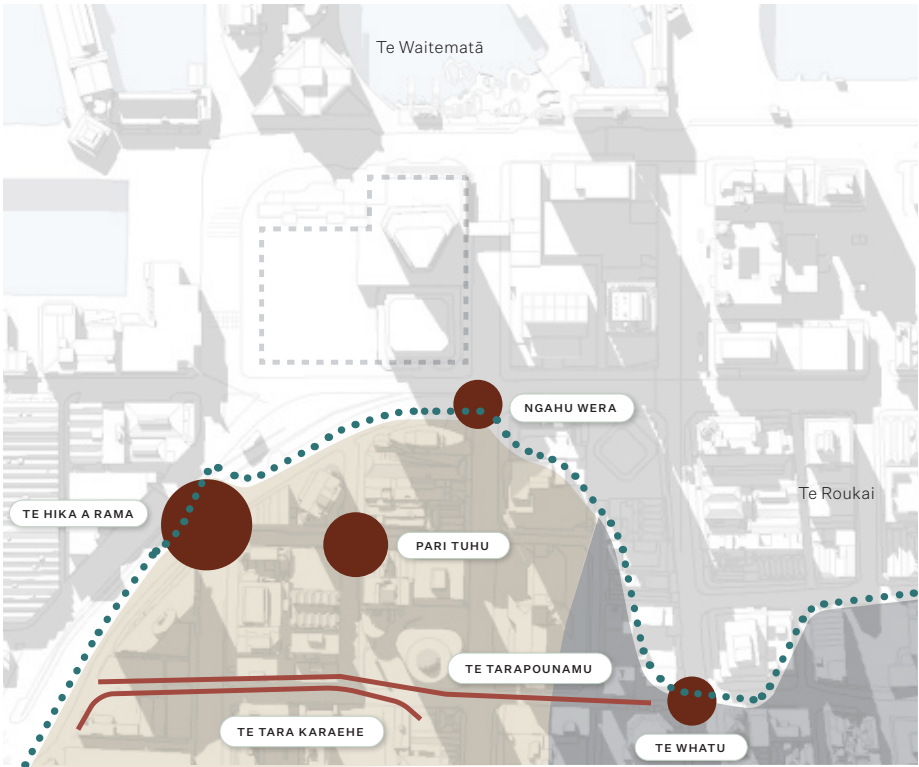 Te Waitematā
NGAHU WERA
Te Roukai
TE HIKA A RAMA
PARI TUHU
TE TARAPOUNAMU
TE TARA KARAEHE
TE WHATU